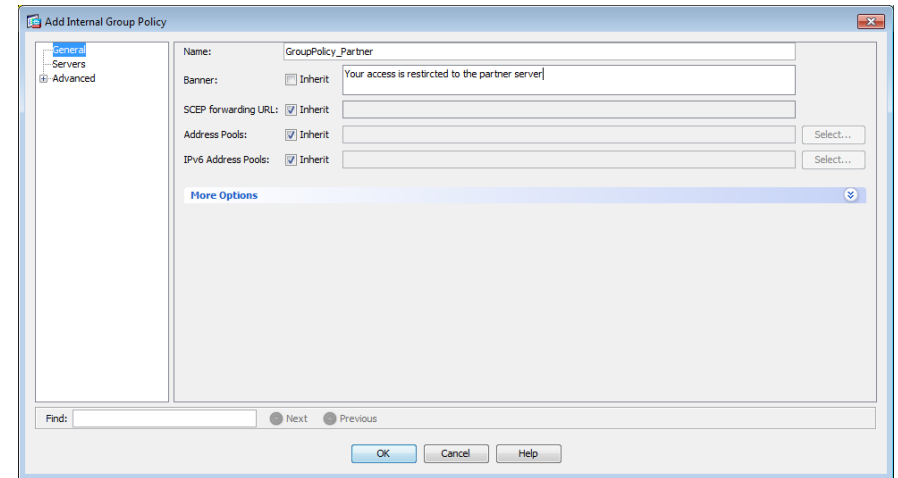 Add Internal Group Policy
General
Servers
Advanced
Name: GroupPolicy_Partner
Banner: Inherit Your access is restircted to the partner server
SCEP forwarding URL: Inherit
Address Pools: Inherit Select...
IPv6 Address Pools: Inherit Select...
More Options
Find: Next Previous
OK Cancel Help